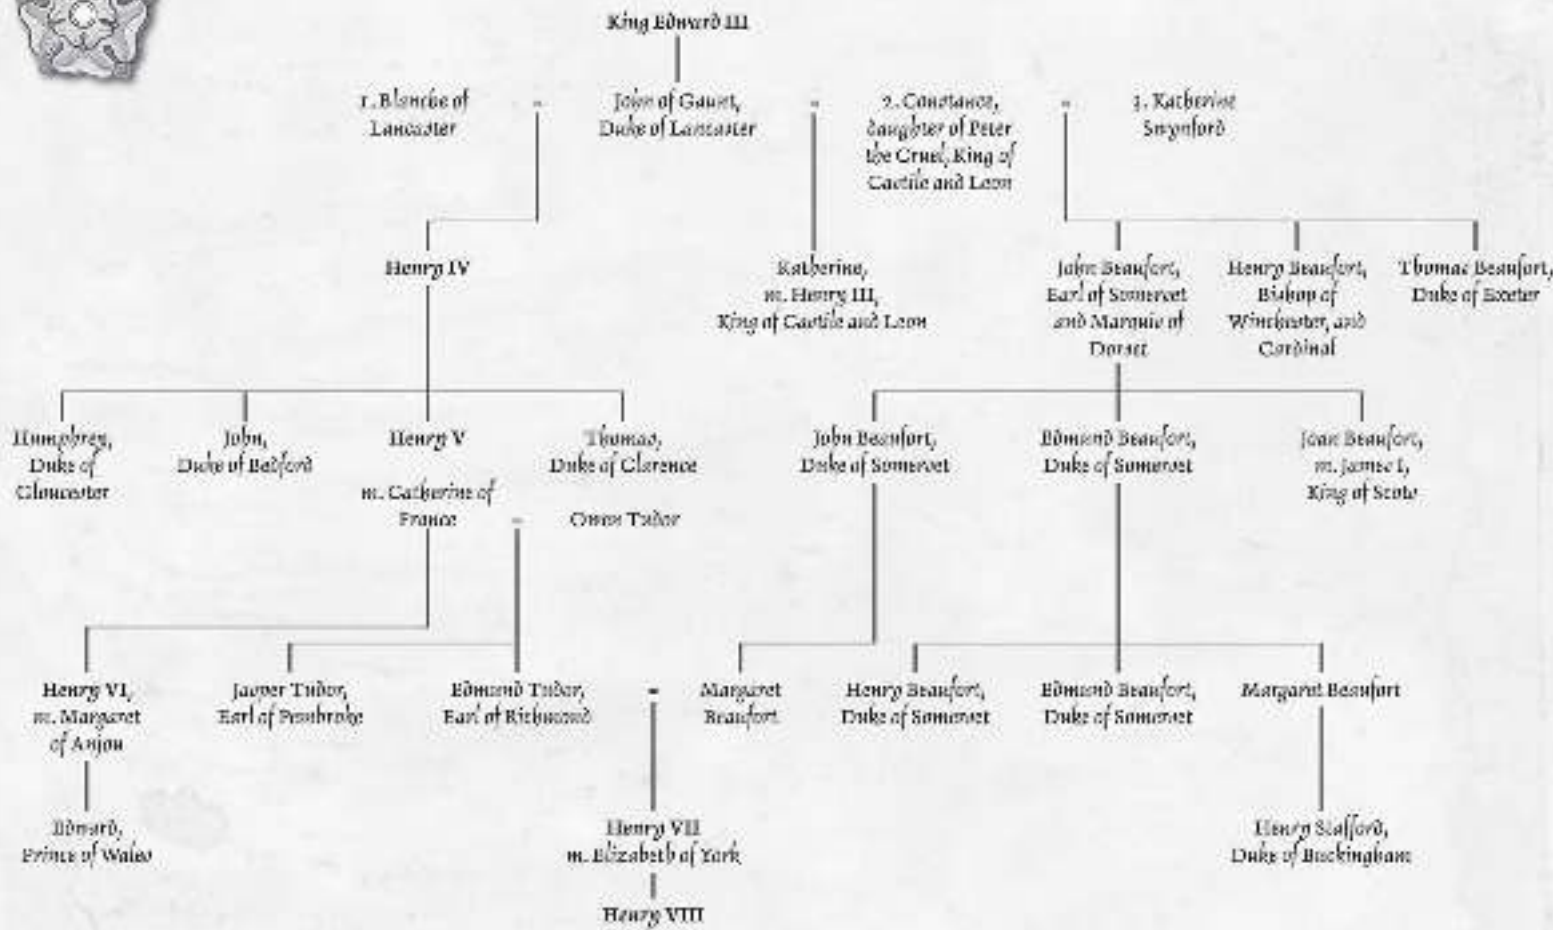 King Edward III
1. Blanche of
Lancaster
=
John of Gaunt,
Duke of Lancaster
=
2. Constance,
daughter of Peter
the Cruel, King of
Castile and Leon
=
3. Katherine
Swynford
Henry IV
Katherine,
m. Henry III,
King of Castile and Leon
John Beaufort,
Earl of Somerset
and Marquis of
Dorset
Henry Beaufort,
Bishop of
Winchester, and
Cardinal
Thomas Beaufort,
Duke of Exeter
Humphrey,
Duke of
Gloucester
John,
Duke of Bedford
Henry V
m. Catherine of
France
=
Thomas,
Duke of Clarence
Owen Tudor
John Beaufort,
Duke of Somerset
Edmund Beaufort,
Duke of Somerset
Joan Beaufort,
m. James I,
King of Scots
Henry VI,
m. Margaret
of Anjou
Jasper Tudor,
Earl of Pembroke
Edmund Tudor,
Earl of Richmond
=
Margaret
Beaufort
Henry Beaufort,
Duke of Somerset
Edmund Beaufort,
Duke of Somerset
Margaret Beaufort
Edward,
Prince of Wales
Henry VII
m. Elizabeth of York
Henry Stafford,
Duke of Buckingham
Henry VIII